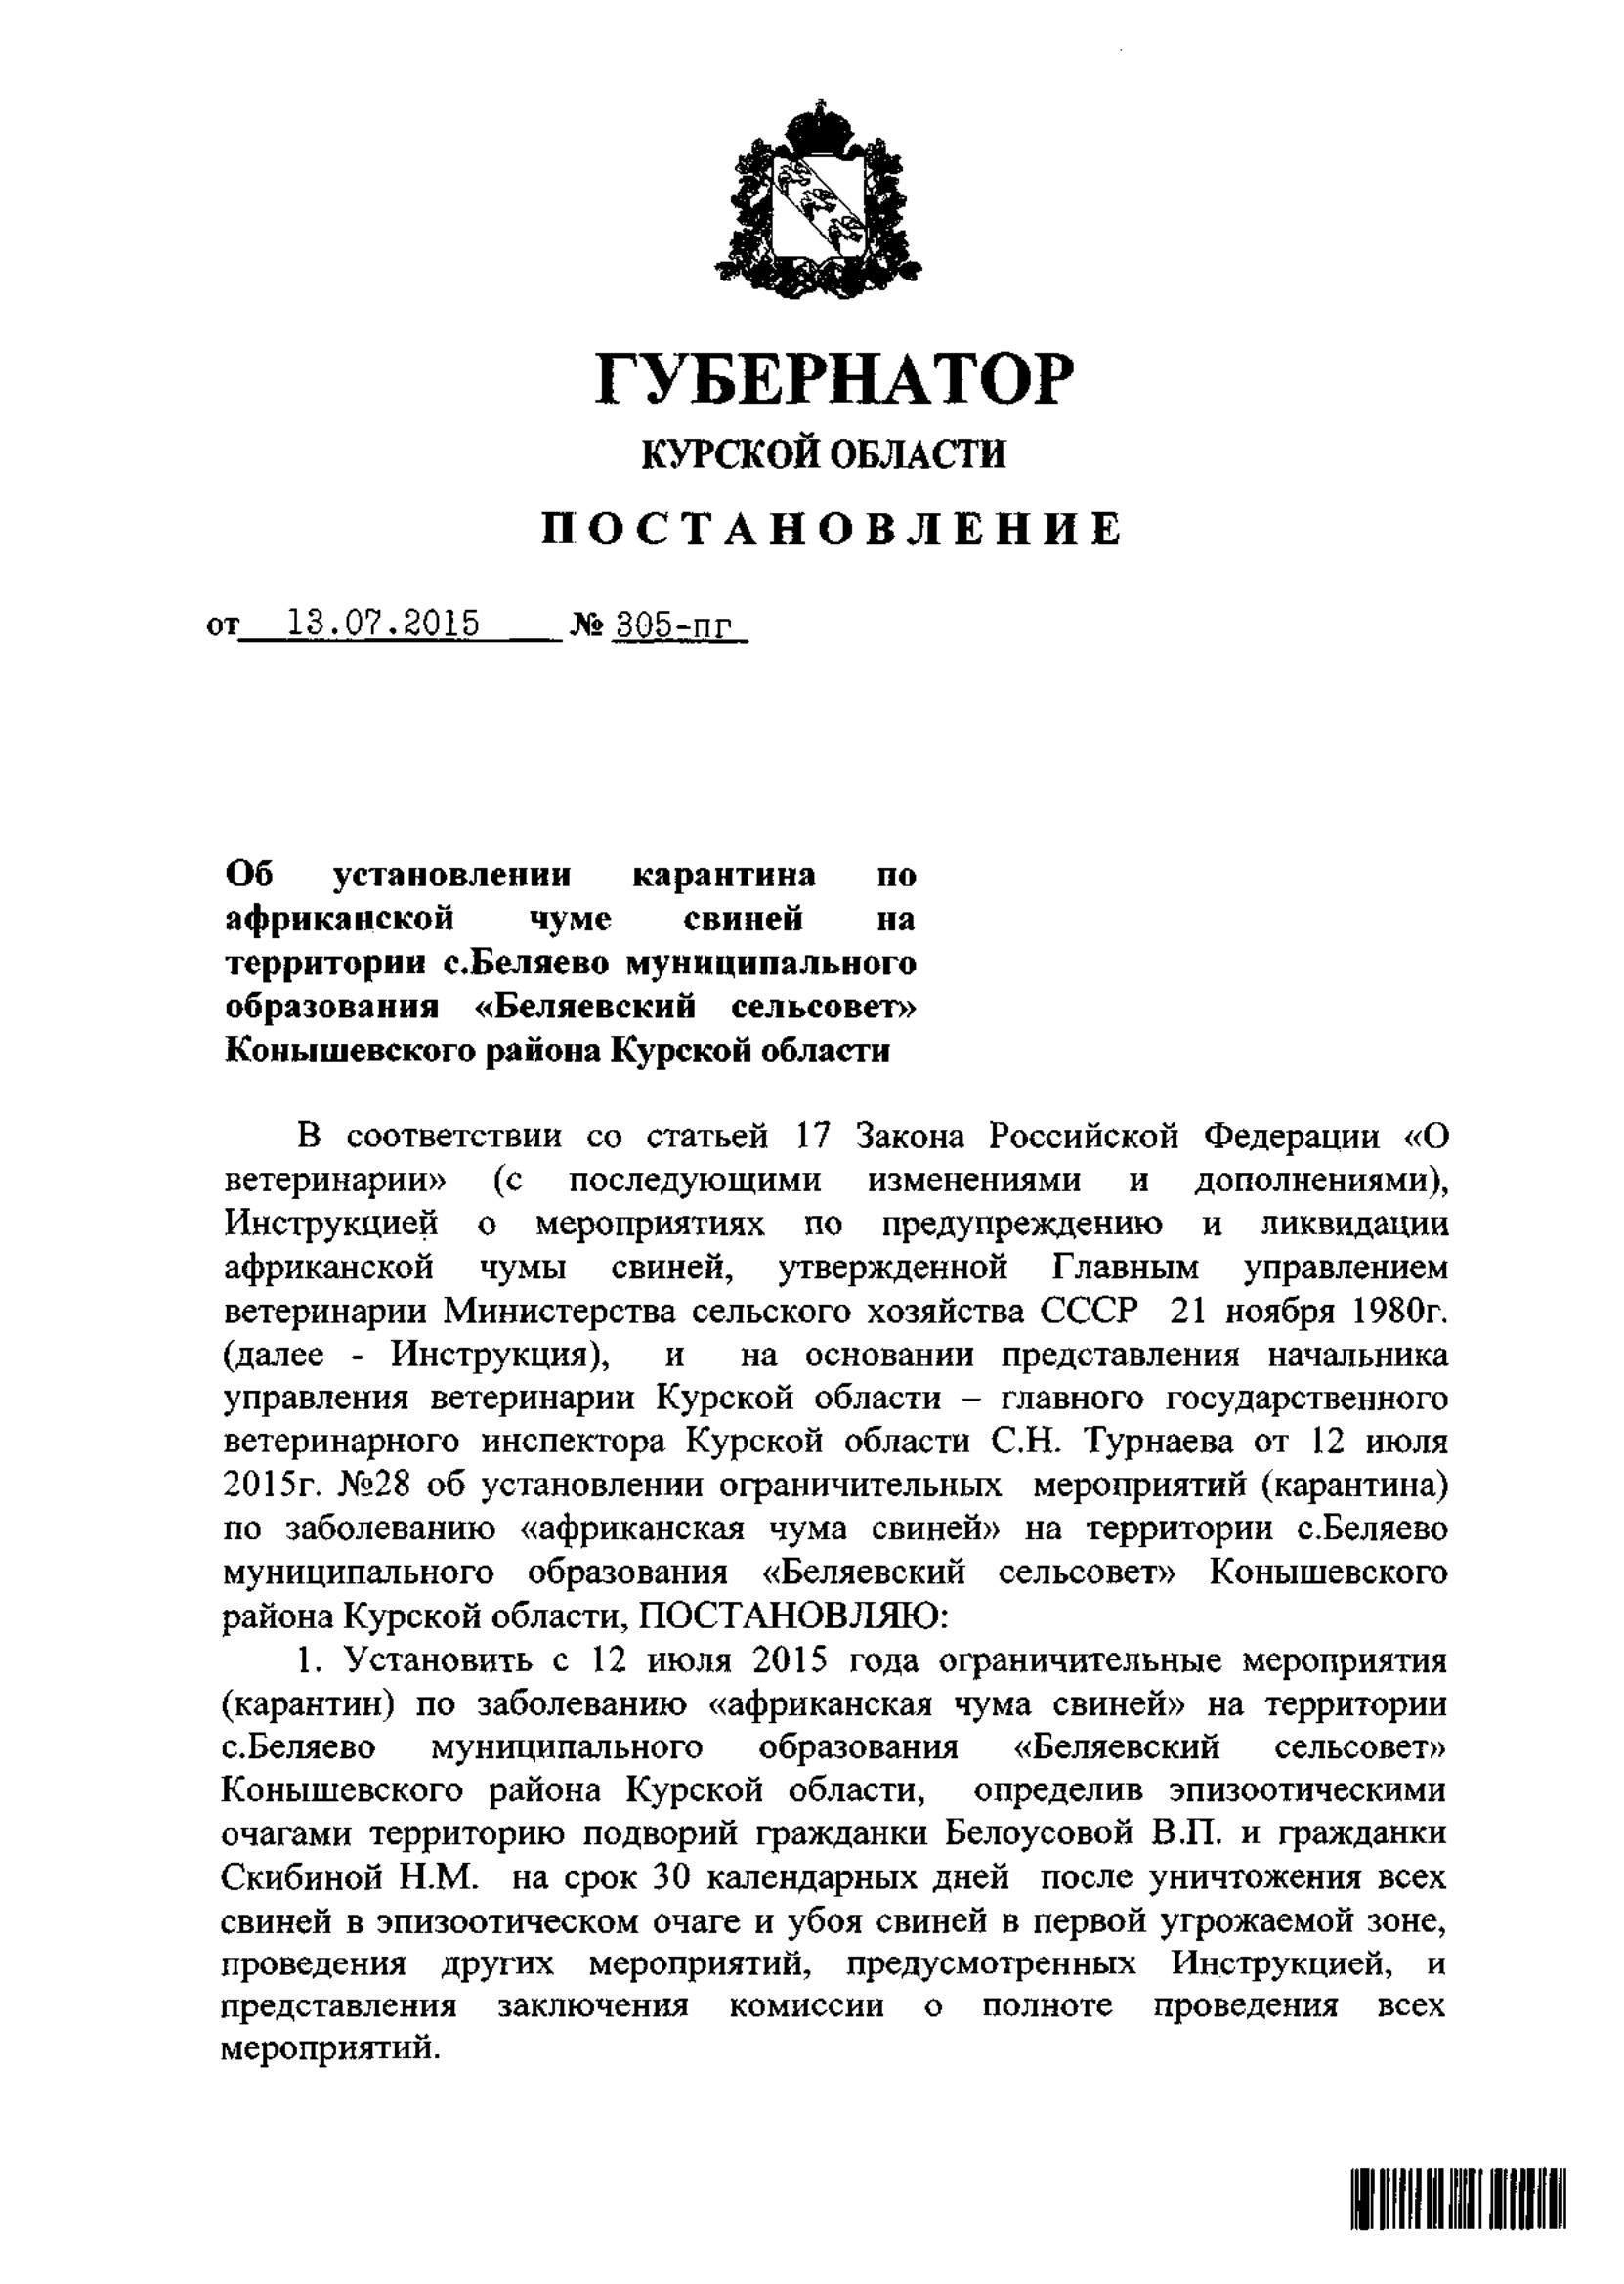 ГУБЕРНАТОР
КУРСКОЙ ОБЛАСТИ
ПОСТАНОВЛЕНИЕ
от 13.07.2015 № 305-пг
Об установлении карантина по
африканской чуме свиней на
территории с.Беляево муниципального
образования «Беляевский сельсовет»
Конышевского района Курской области
В соответствии со статьей 17 Закона Российской Федерации «О
ветеринарии» (с последующими изменениями и дополнениями),
Инструкцией о мероприятиях по предупреждению и ликвидации
африканской чумы свиней, утвержденной Главным управлением
ветеринарии Министерства сельского хозяйства СССР 21 ноября 1980г.
(далее - Инструкция), и на основании представления начальника
управления ветеринарии Курской области – главного государственного
ветеринарного инспектора Курской области С.Н. Турнаева от 12 июля
2015г. №28 об установлении ограничительных мероприятий (карантина)
по заболеванию «африканская чума свиней» на территории с.Беляево
муниципального образования «Беляевский сельсовет» Конышевского
района Курской области, ПОСТАНОВЛЯЮ:
1. Установить с 12 июля 2015 года ограничительные мероприятия
(карантин) по заболеванию «африканская чума свиней» на территории
с.Беляево муниципального образования «Беляевский сельсовет»
Конышевского района Курской области, определив эпизоотическими
очагами территорию подворий гражданки Белоусовой В.П. и гражданки
Скибиной Н.М. на срок 30 календарных дней после уничтожения всех
свиней в эпизоотическом очаге и убоя свиней в первой угрожаемой зоне,
проведения других мероприятий, предусмотренных Инструкцией, и
представления заключения комиссии о полноте проведения всех
мероприятий.